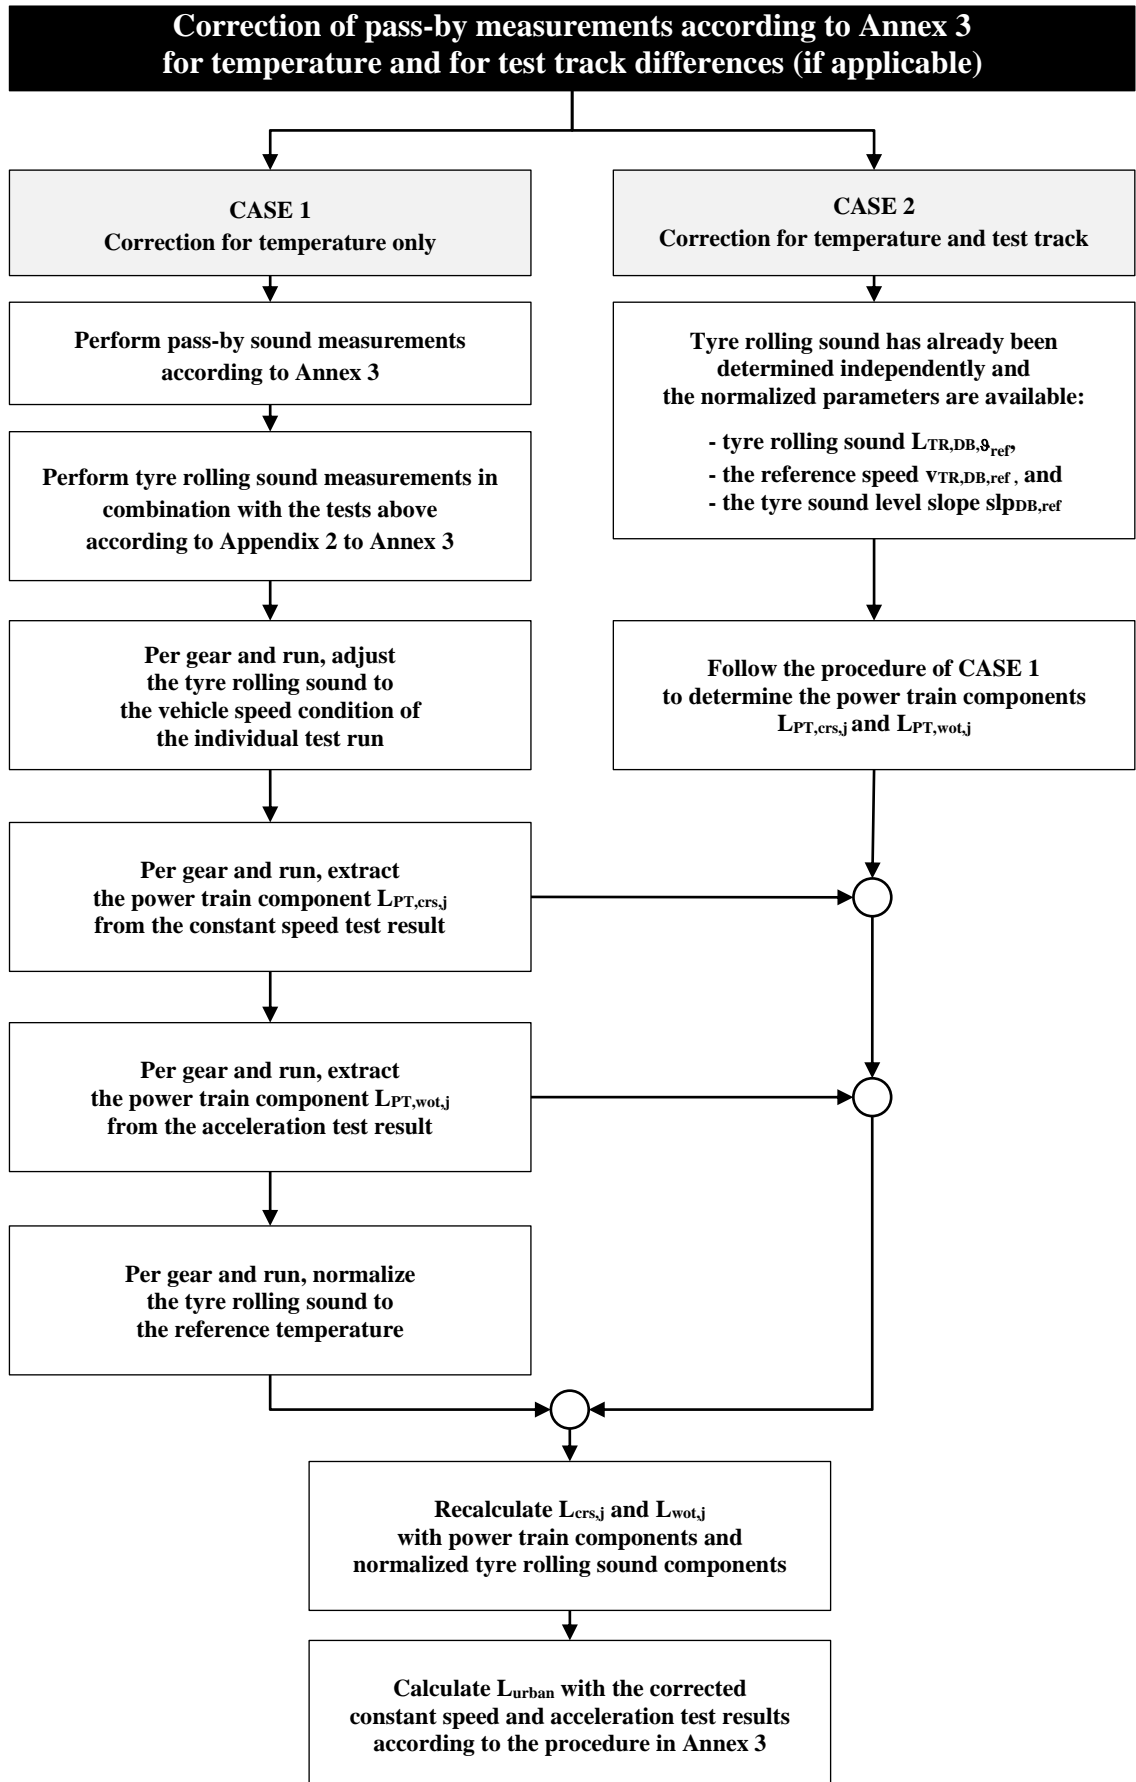 Correction of pass-by measurements according to Annex 3
for temperature and for test track differences (if applicable)
CASE 1
Correction for temperature only
Perform pass-by sound measurements
according to Annex 3
Perform tyre rolling sound measurements in
combination with the tests above
according to Appendix 2 to Annex 3
Per gear and run, adjust
the tyre rolling sound to
the vehicle speed condition of
the individual test run
Per gear and run, extract
the power train component LPT,crs,j
from the constant speed test result
Per gear and run, extract
the power train component LPT,wot,j
from the acceleration test result
Per gear and run, normalize
the tyre rolling sound to
the reference temperature
CASE 2
Correction for temperature and test track
Tyre rolling sound has already been
determined independently and
the normalized parameters are available:
- tyre rolling sound LTR,DB,ϑref,
- the reference speed vTR,DB,ref , and
- the tyre sound level slope slpDB,ref
Follow the procedure of CASE 1
to determine the power train components
LPT,crs,j and LPT,wot,j
Recalculate Lcrs,j and Lwot,j
with power train components and
normalized tyre rolling sound components
Calculate Lurban with the corrected
constant speed and acceleration test results
according to the procedure in Annex 3